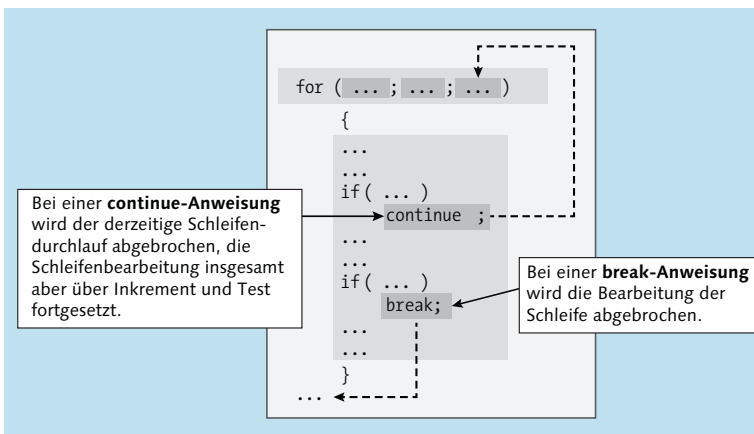 for ( ... ; ... ; ... )
{
...
...
if( ... )
continue ;
...
...
if( ... )
break;
...
...
}
...
Bei einer continue-Anweisung
wird der derzeitige Schleifen-
durchlauf abgebrochen, die
Schleifenbearbeitung insgesamt
aber über Inkrement und Test
fortgesetzt.
Bei einer break-Anweisung
wird die Bearbeitung der
Schleife abgebrochen.